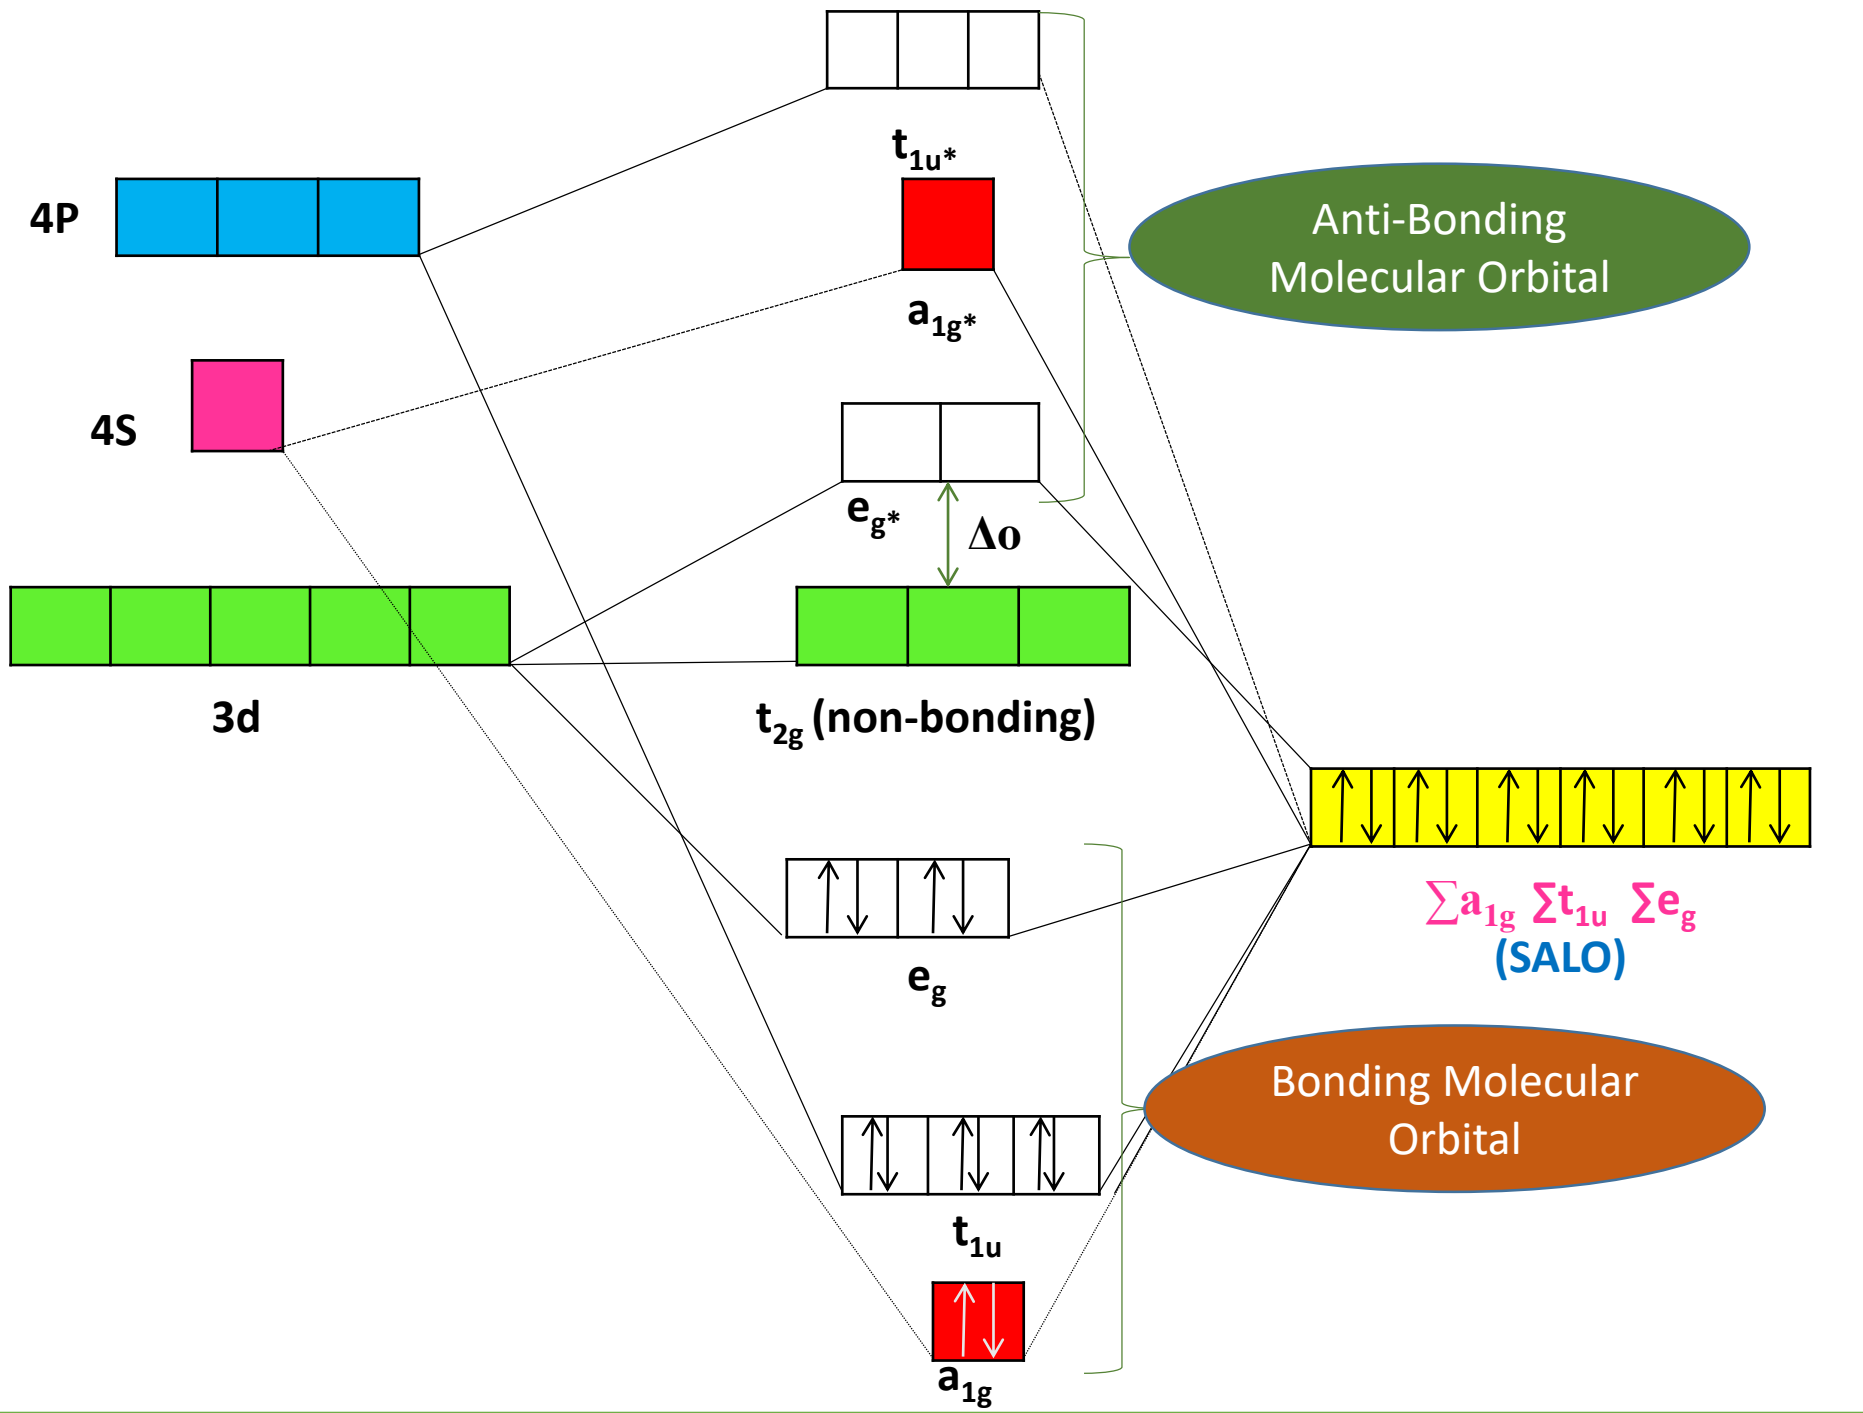 t1u*
4P
Anti-Bonding
Molecular Orbital
a1g*
4S
eg*
Δo
3d
t2g (non-bonding)
∑a1g ∑t1u ∑eg
(SALO)
eg
Bonding Molecular
Orbital
t1u
a1g